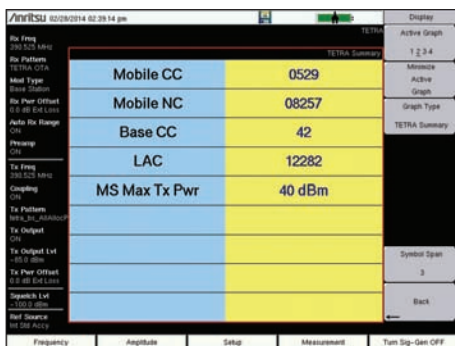 Anritsu 02/28/2014 02:39:14 pm
TETRA
TETRA Summary
Rx Freq
390.525 MHz
Rx Pattern
TETRA OTA
Mod Type
Base Station
Rx Pwr Offset
0.0 dB Ext Loss
Auto Rx Range
ON
Preamp
ON
Tx Freq
390.525 MHz
Coupling
ON
Tx Pattern
Tx Output
ON
Tx Output Lvl
-85.0 dBm
Tx Pwr Offset
0.0 dB Ext Loss
Squelch Lvl
-100.0 dBm
Ref Source
Int Std Accy
Mobile CC 0529
Mobile NC 08257
Base CC 42
LAC 12282
MS Max Tx Pwr 40 dBm
Display
Active Graph
1 2 3 4
Minimize
Active
Graph
Graph Type
TETRA Summary
Symbol Span
3
Back
Frequency Amplitude Setup Measurement Turn Sig-Gen OFF